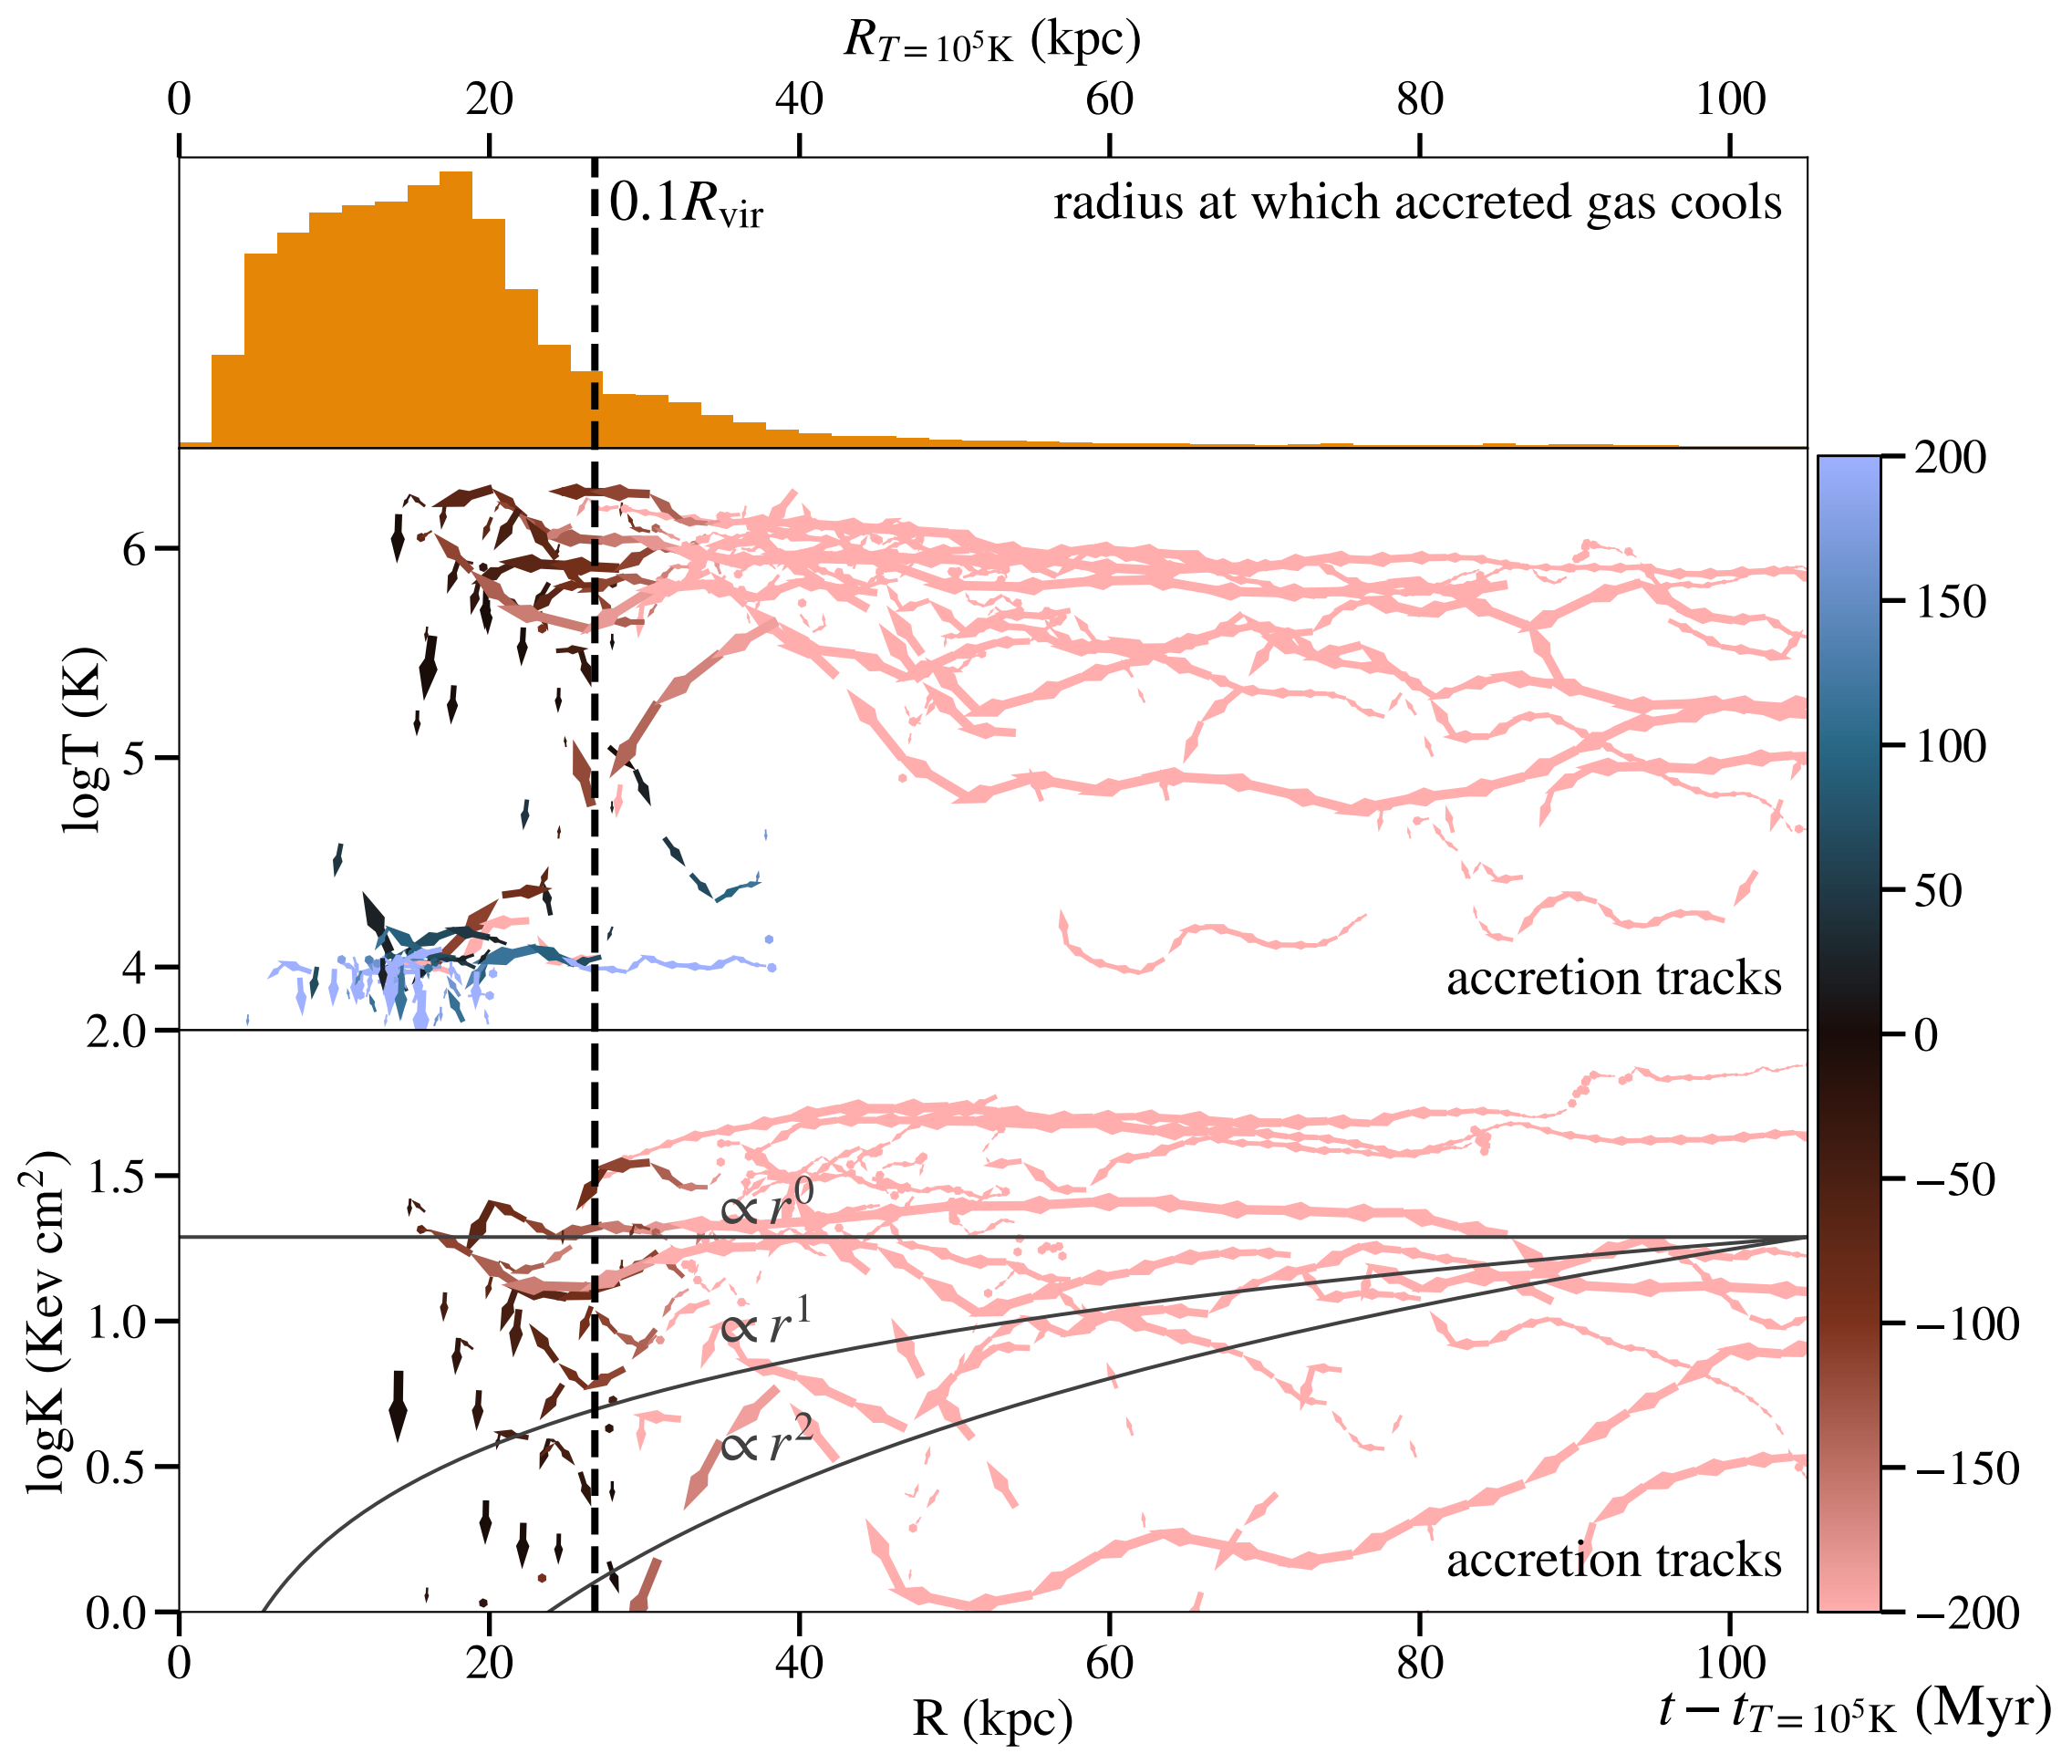 R_{T=10^5K} (kpc)
0 20 40 60 80 100
0.1R_{vir}
radius at which accreted gas cools
6
5
4
logT (K)
accretion tracks
2.0
1.5
1.0
0.5
0.0
logK (Kev cm^2)
∝ r^0
∝ r^1
∝ r^2
accretion tracks
0 20 40 60 80 100
R (kpc)
200
150
100
50
0
−50
−100
−150
−200
t − t_{T=10^5K} (Myr)